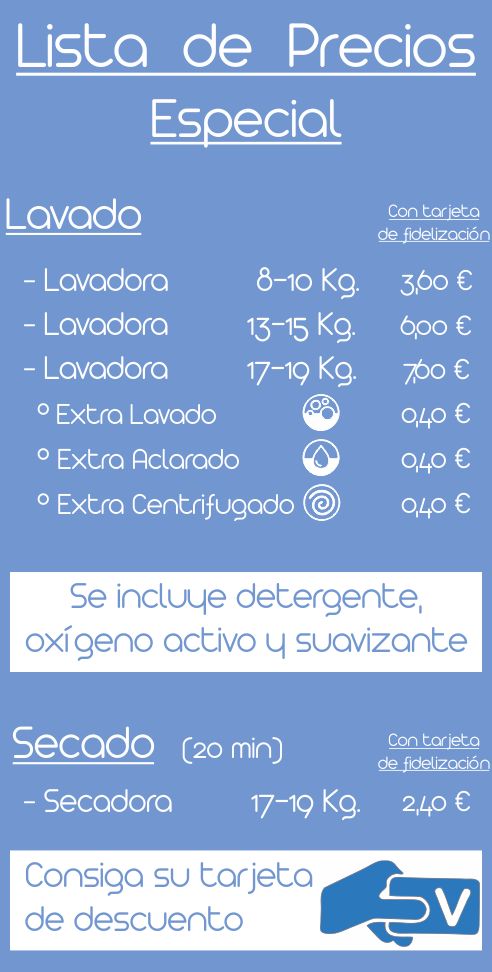 Lista de Precios
Especial
Lavado
Con tarjeta
de fidelización
- Lavadora 8-10 Kg. 3,60 €
- Lavadora 13-15 Kg. 6,00 €
- Lavadora 17-19 Kg. 7,60 €
° Extra Lavado 0,40 €
° Extra Aclarado 0,40 €
° Extra Centrifugado 0,40 €
Se incluye detergente,
oxígeno activo y suavizante
Secado (20 min)
Con tarjeta
de fidelización
- Secadora 17-19 Kg. 2,40 €
Consiga su tarjeta
de descuento
V